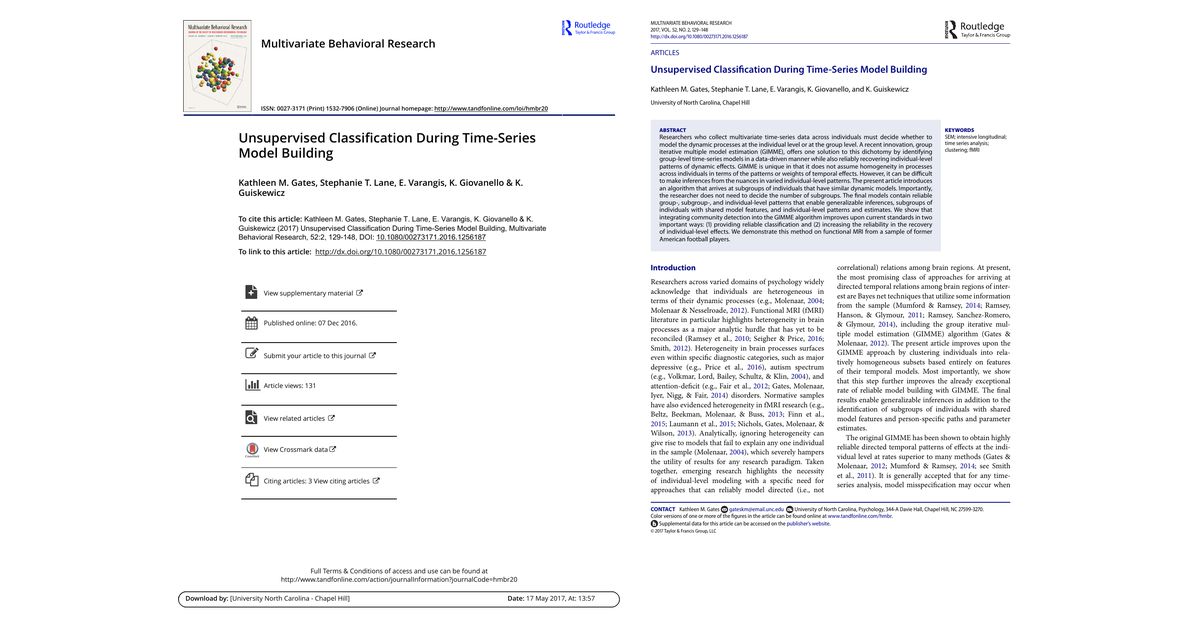 Multivariate Behavioral Research
Routledge
Taylor & Francis Group
Multivariate Behavioral Research
ISSN: 0027-3171 (Print) 1532-7906 (Online) Journal homepage: http://www.tandfonline.com/loi/hmbr20
Unsupervised Classification During Time-Series
Model Building
Kathleen M. Gates, Stephanie T. Lane, E. Varangis, K. Giovanello & K.
Guiskewicz
To cite this article: Kathleen M. Gates, Stephanie T. Lane, E. Varangis, K. Giovanello & K.
Guiskewicz (2017) Unsupervised Classification During Time-Series Model Building, Multivariate
Behavioral Research, 52:2, 129-148, DOI: 10.1080/00273171.2016.1256187
To link to this article: http://dx.doi.org/10.1080/00273171.2016.1256187
View supplementary material
Published online: 07 Dec 2016.
Submit your article to this journal
Article views: 131
View related articles
View Crossmark data
Citing articles: 3 View citing articles
Full Terms & Conditions of access and use can be found at
http://www.tandfonline.com/action/journalInformation?journalCode=hmbr20
Download by: [University North Carolina - Chapel Hill]
Date: 17 May 2017, At: 13:57
MULTIVARIATE BEHAVIORAL RESEARCH
2017, VOL. 52, NO. 2, 129–148
http://dx.doi.org/10.1080/00273171.2016.1256187
Routledge
Taylor & Francis Group
ARTICLES
Unsupervised Classification During Time-Series Model Building
Kathleen M. Gates, Stephanie T. Lane, E. Varangis, K. Giovanello, and K. Guiskewicz
University of North Carolina, Chapel Hill
ABSTRACT
Researchers who collect multivariate time-series data across individuals must decide whether to
model the dynamic processes at the individual level or at the group level. A recent innovation, group
iterative multiple model estimation (GIMME), offers one solution to this dichotomy by identifying
group-level time-series models in a data-driven manner while also reliably recovering individual-level
patterns of dynamic effects. GIMME is unique in that it does not assume homogeneity in processes
across individuals in terms of the patterns or weights of temporal effects. However, it can be difficult
to make inferences from the nuances in varied individual-level patterns. The present article introduces
an algorithm that arrives at subgroups of individuals that have similar dynamic models. Importantly,
the researcher does not need to decide the number of subgroups. The final models contain reliable
group-, subgroup-, and individual-level patterns that enable generalizable inferences, subgroups of
individuals with shared model features, and individual-level patterns and estimates. We show that
integrating community detection into the GIMME algorithm improves upon current standards in two
important ways: (1) providing reliable classification and (2) increasing the reliability in the recovery
of individual-level effects. We demonstrate this method on functional MRI from a sample of former
American football players.
KEYWORDS
SEM; intensive longitudinal;
time series analysis;
clustering; fMRI
Introduction
Researchers across varied domains of psychology widely
acknowledge that individuals are heterogeneous in
terms of their dynamic processes (e.g., Molenaar, 2004;
Molenaar & Nesselroade, 2012). Functional MRI (fMRI)
literature in particular highlights heterogeneity in brain
processes as a major analytic hurdle that has yet to be
reconciled (Ramsey et al., 2010; Seigher & Price, 2016;
Smith, 2012). Heterogeneity in brain processes surfaces
even within specific diagnostic categories, such as major
depressive (e.g., Price et al., 2016), autism spectrum
(e.g., Volkmar, Lord, Bailey, Schultz, & Klin, 2004), and
attention-deficit (e.g., Fair et al., 2012; Gates, Molenaar,
Iyer, Nigg, & Fair, 2014) disorders. Normative samples
have also evidenced heterogeneity in fMRI research (e.g.,
Beltz, Beekman, Molenaar, & Buss, 2013; Finn et al.,
2015; Laumann et al., 2015; Nichols, Gates, Molenaar, &
Wilson, 2013). Analytically, ignoring heterogeneity can
give rise to models that fail to explain any one individual
in the sample (Molenaar, 2004), which severely hampers
the utility of results for any research paradigm. Taken
together, emerging research highlights the necessity
of individual-level modeling with a specific need for
approaches that can reliably model directed (i.e., not
correlational) relations among brain regions. At present,
the most promising class of approaches for arriving at
directed temporal relations among brain regions of inter-
est are Bayes net techniques that utilize some information
from the sample (Mumford & Ramsey, 2014; Ramsey,
Hanson, & Glymour, 2011; Ramsey, Sanchez-Romero,
& Glymour, 2014), including the group iterative mul-
tiple model estimation (GIMME) algorithm (Gates &
Molenaar, 2012). The present article improves upon the
GIMME approach by clustering individuals into rela-
tively homogeneous subsets based entirely on features
of their temporal models. Most importantly, we show
that this step further improves the already exceptional
rate of reliable model building with GIMME. The final
results enable generalizable inferences in addition to the
identification of subgroups of individuals with shared
model features and person-specific paths and parameter
estimates.
The original GIMME has been shown to obtain highly
reliable directed temporal patterns of effects at the indi-
vidual level at rates superior to many methods (Gates &
Molenaar, 2012; Mumford & Ramsey, 2014; see Smith
et al., 2011). It is generally accepted that for any time-
series analysis, model misspecification may occur when
CONTACT Kathleen M. Gates gateskm@email.unc.edu University of North Carolina, Psychology, 344-A Davie Hall, Chapel Hill, NC 27599-3270.
Color versions of one or more of the figures in the article can be found online at www.tandfonline.com/hmbr.
Supplemental data for this article can be accessed on the publisher's website.
© 2017 Taylor & Francis Group, LLC